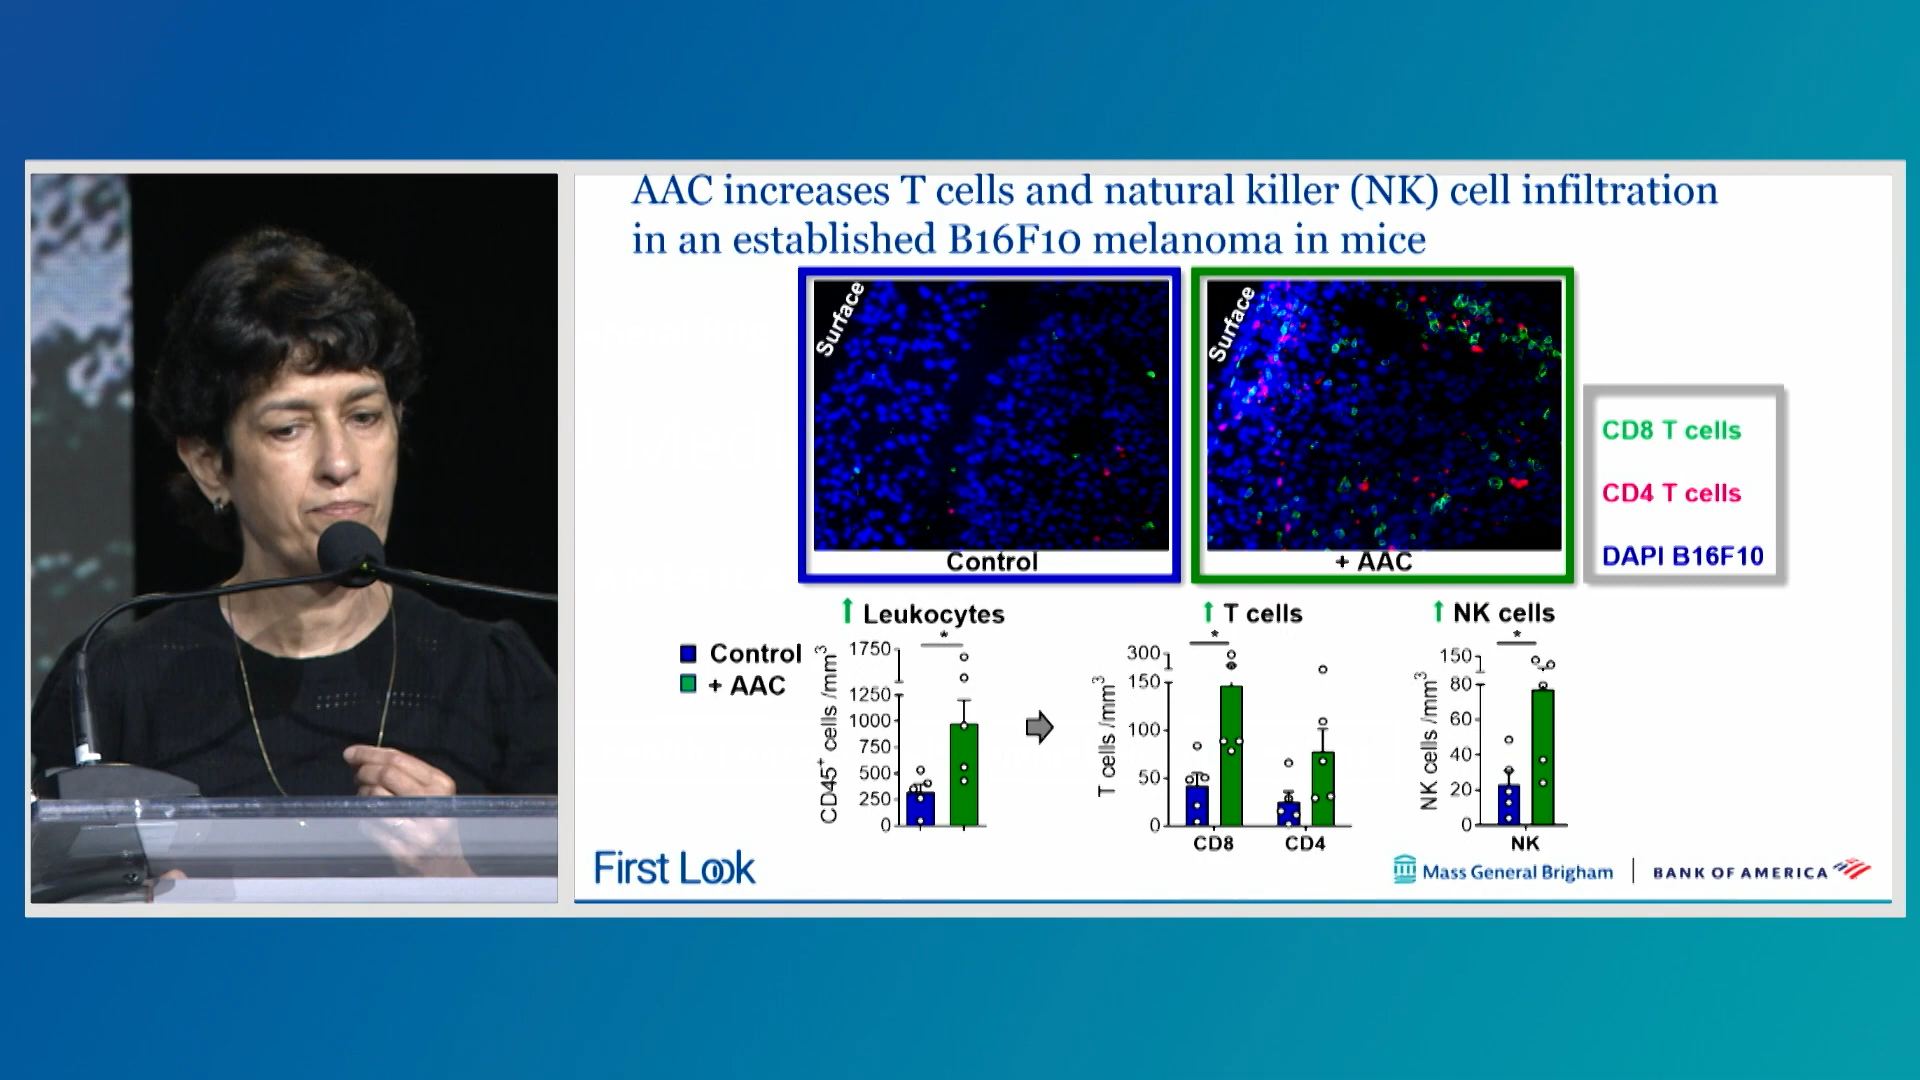 AAC increases T cells and natural killer (NK) cell infiltration
in an established B16F10 melanoma in mice
Surface
Control
Surface
+ AAC
CD8 T cells
CD4 T cells
DAPI B16F10
Control
+ AAC
↑ Leukocytes
*
CD45⁺ cells /mm³
1750
1250
1000
750
500
250
0
↑ T cells
*
T cells /mm³
300
150
100
50
0
CD8
CD4
↑ NK cells
*
NK cells /mm³
150
80
60
40
20
0
NK
First Look
Mass General Brigham
BANK OF AMERICA